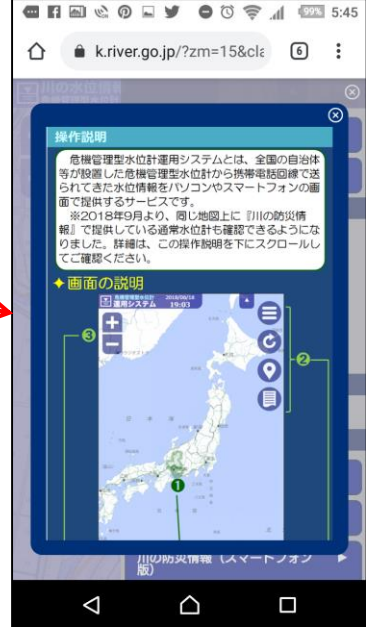 99% 5:45
k.river.go.jp/?zm=15&cla
6
川の水位情報
操作説明
危機管理型水位計運用システムとは、全国の自治体
等が設置した危機管理型水位計から携帯電話回線で送
られてきた水位情報をパソコンやスマートフォンの画
面で提供するサービスです。
※2018年9月より、同じ地図上に『川の防災情
報』で提供している通常水位計も確認できるようにな
りました。詳細は、この操作説明を下にスクロールし
てご確認ください。
画面の説明
危機管理型水位計 2018/06/18
運用システム 19:03
3
2
日本海
1
川の防災情報（スマートフォン
版）